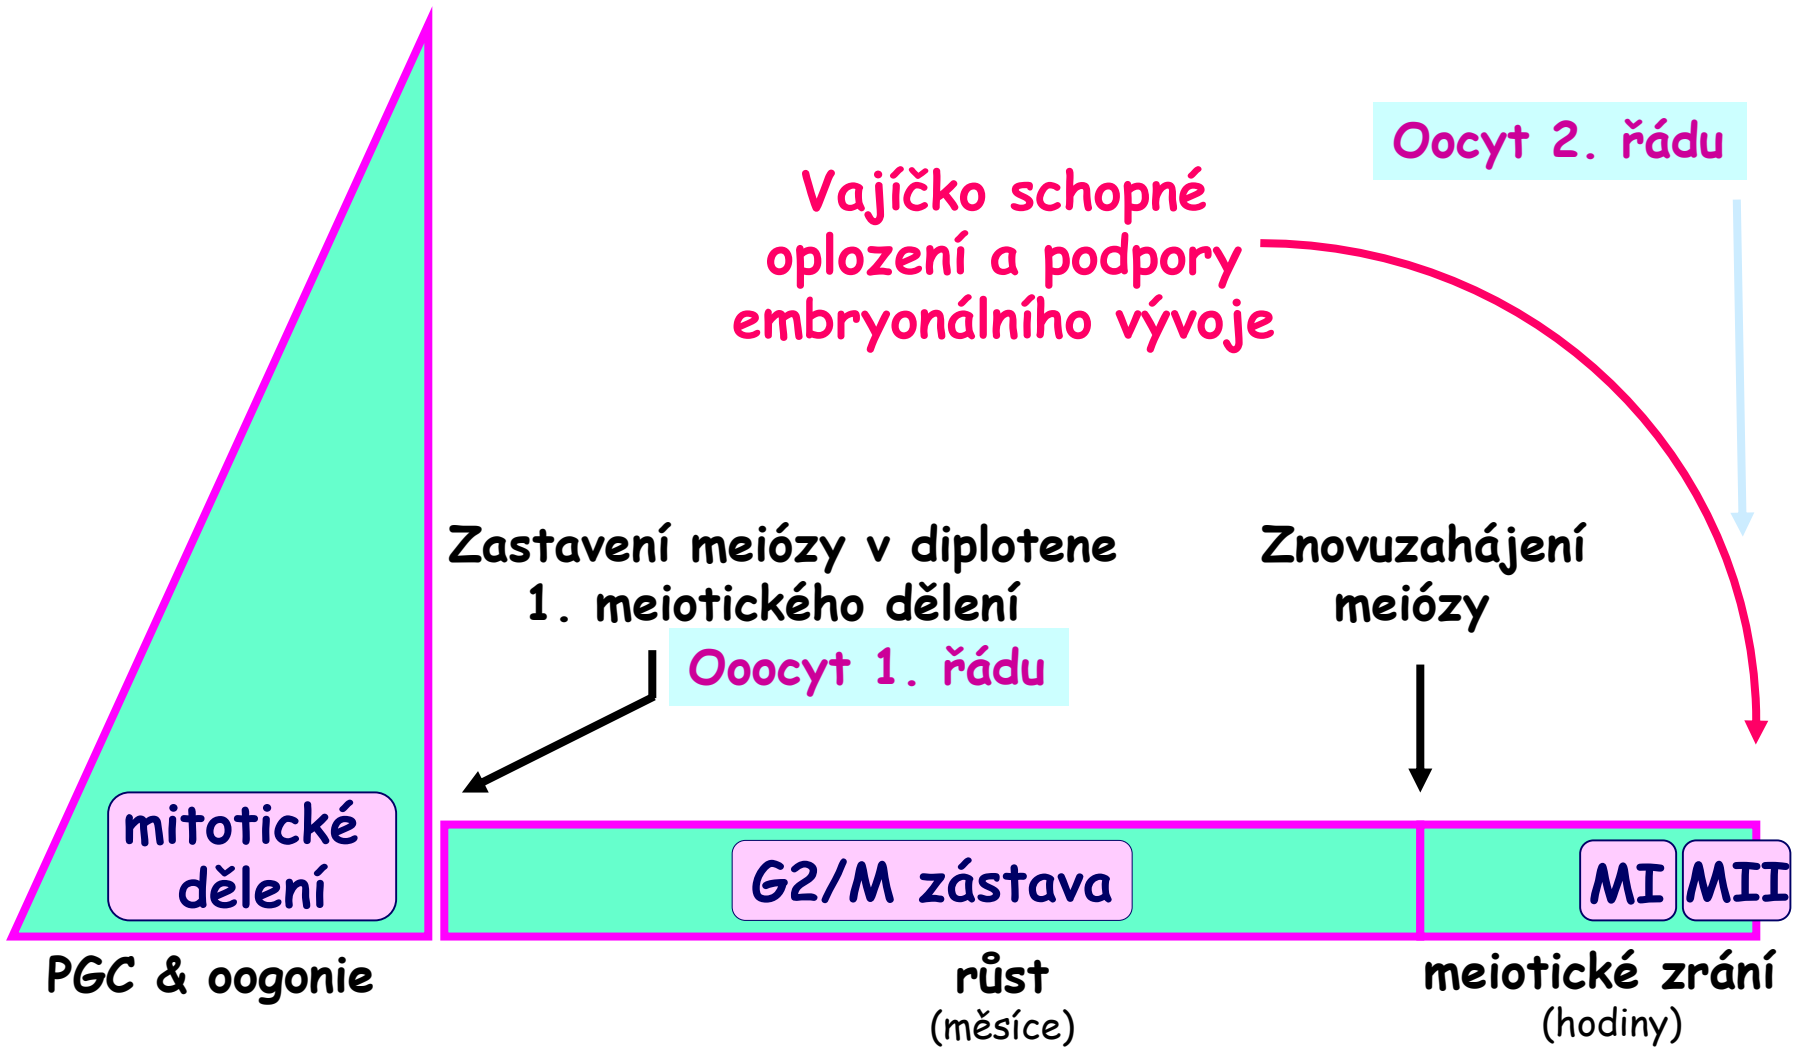 Oocyt 2. řádu
Vajíčko schopné
oplození a podpory
embryonálního vývoje
Zastavení meiózy v diplotene
1. meiotického dělení
Ooocyt 1. řádu
Znovuzahájení
meiózy
mitotické
dělení
G2/M zástava
MI
MII
PGC & oogonie
růst
(měsíce)
meiotické zrání
(hodiny)